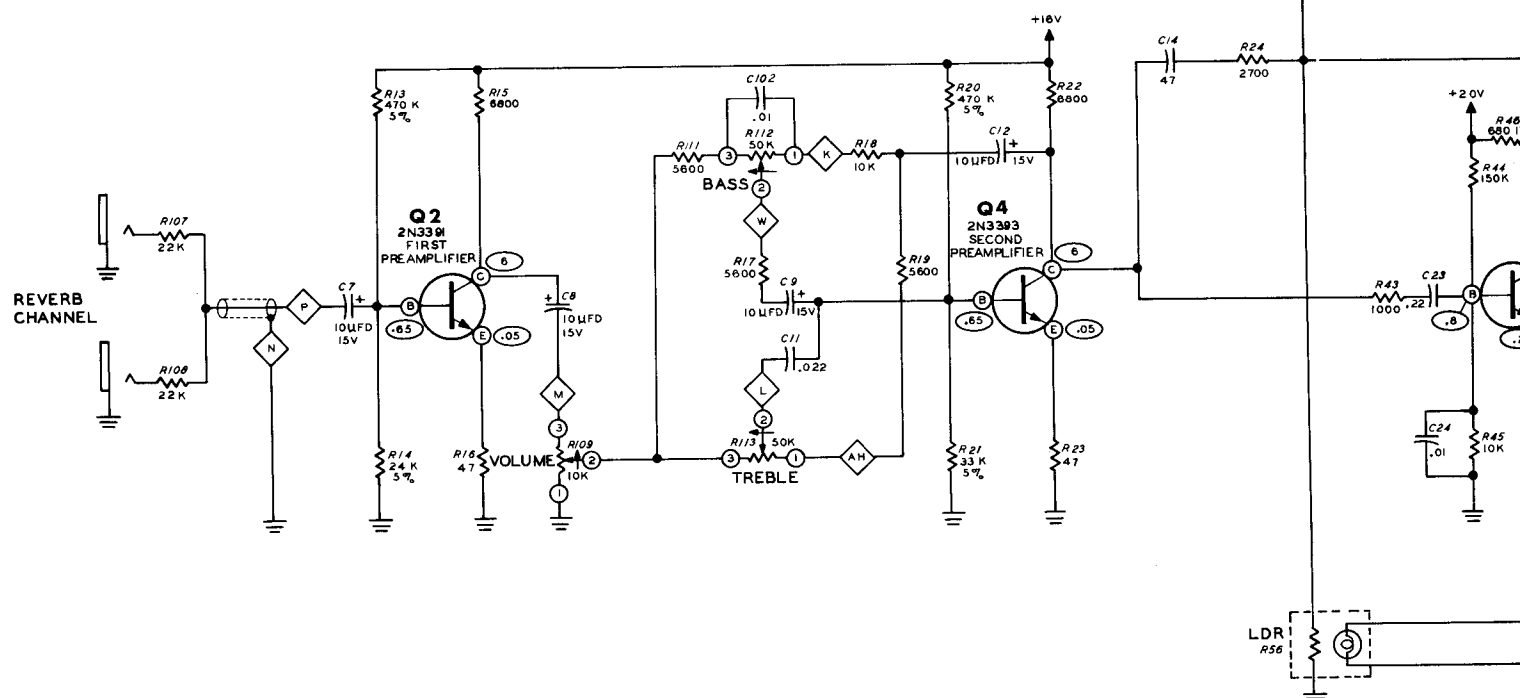 +16V
C14
47
R24
2700
R13
470 K
5%
R15
6800
C102
.01
R112
50K
R111
5600
3
1
K
R18
10K
BASS
2
W
R17
5600
R20
470 K
5%
R22
6800
C12
+
10µFD
15V
+20V
R46
R44
150K
REVERB
CHANNEL
R107
22K
R108
22K
N
P
C7
+
10µFD
15V
Q2
2N3391
FIRST
PREAMPLIFIER
C
6
B
.65
E
.05
+
C8
10µFD
15V
M
3
VOLUME
R109
10K
2
1
R14
24 K
5%
R16
47
C9
+
10µFD
15V
C11
.022
L
2
R113
50K
3
1
TREBLE
AH
R19
5600
Q4
2N3393
SECOND
PREAMPLIFIER
C
6
B
.65
E
.05
R21
33 K
5%
R23
47
R43
1000
C23
.22
B
.8
C24
.01
R45
10K
LDR
R56